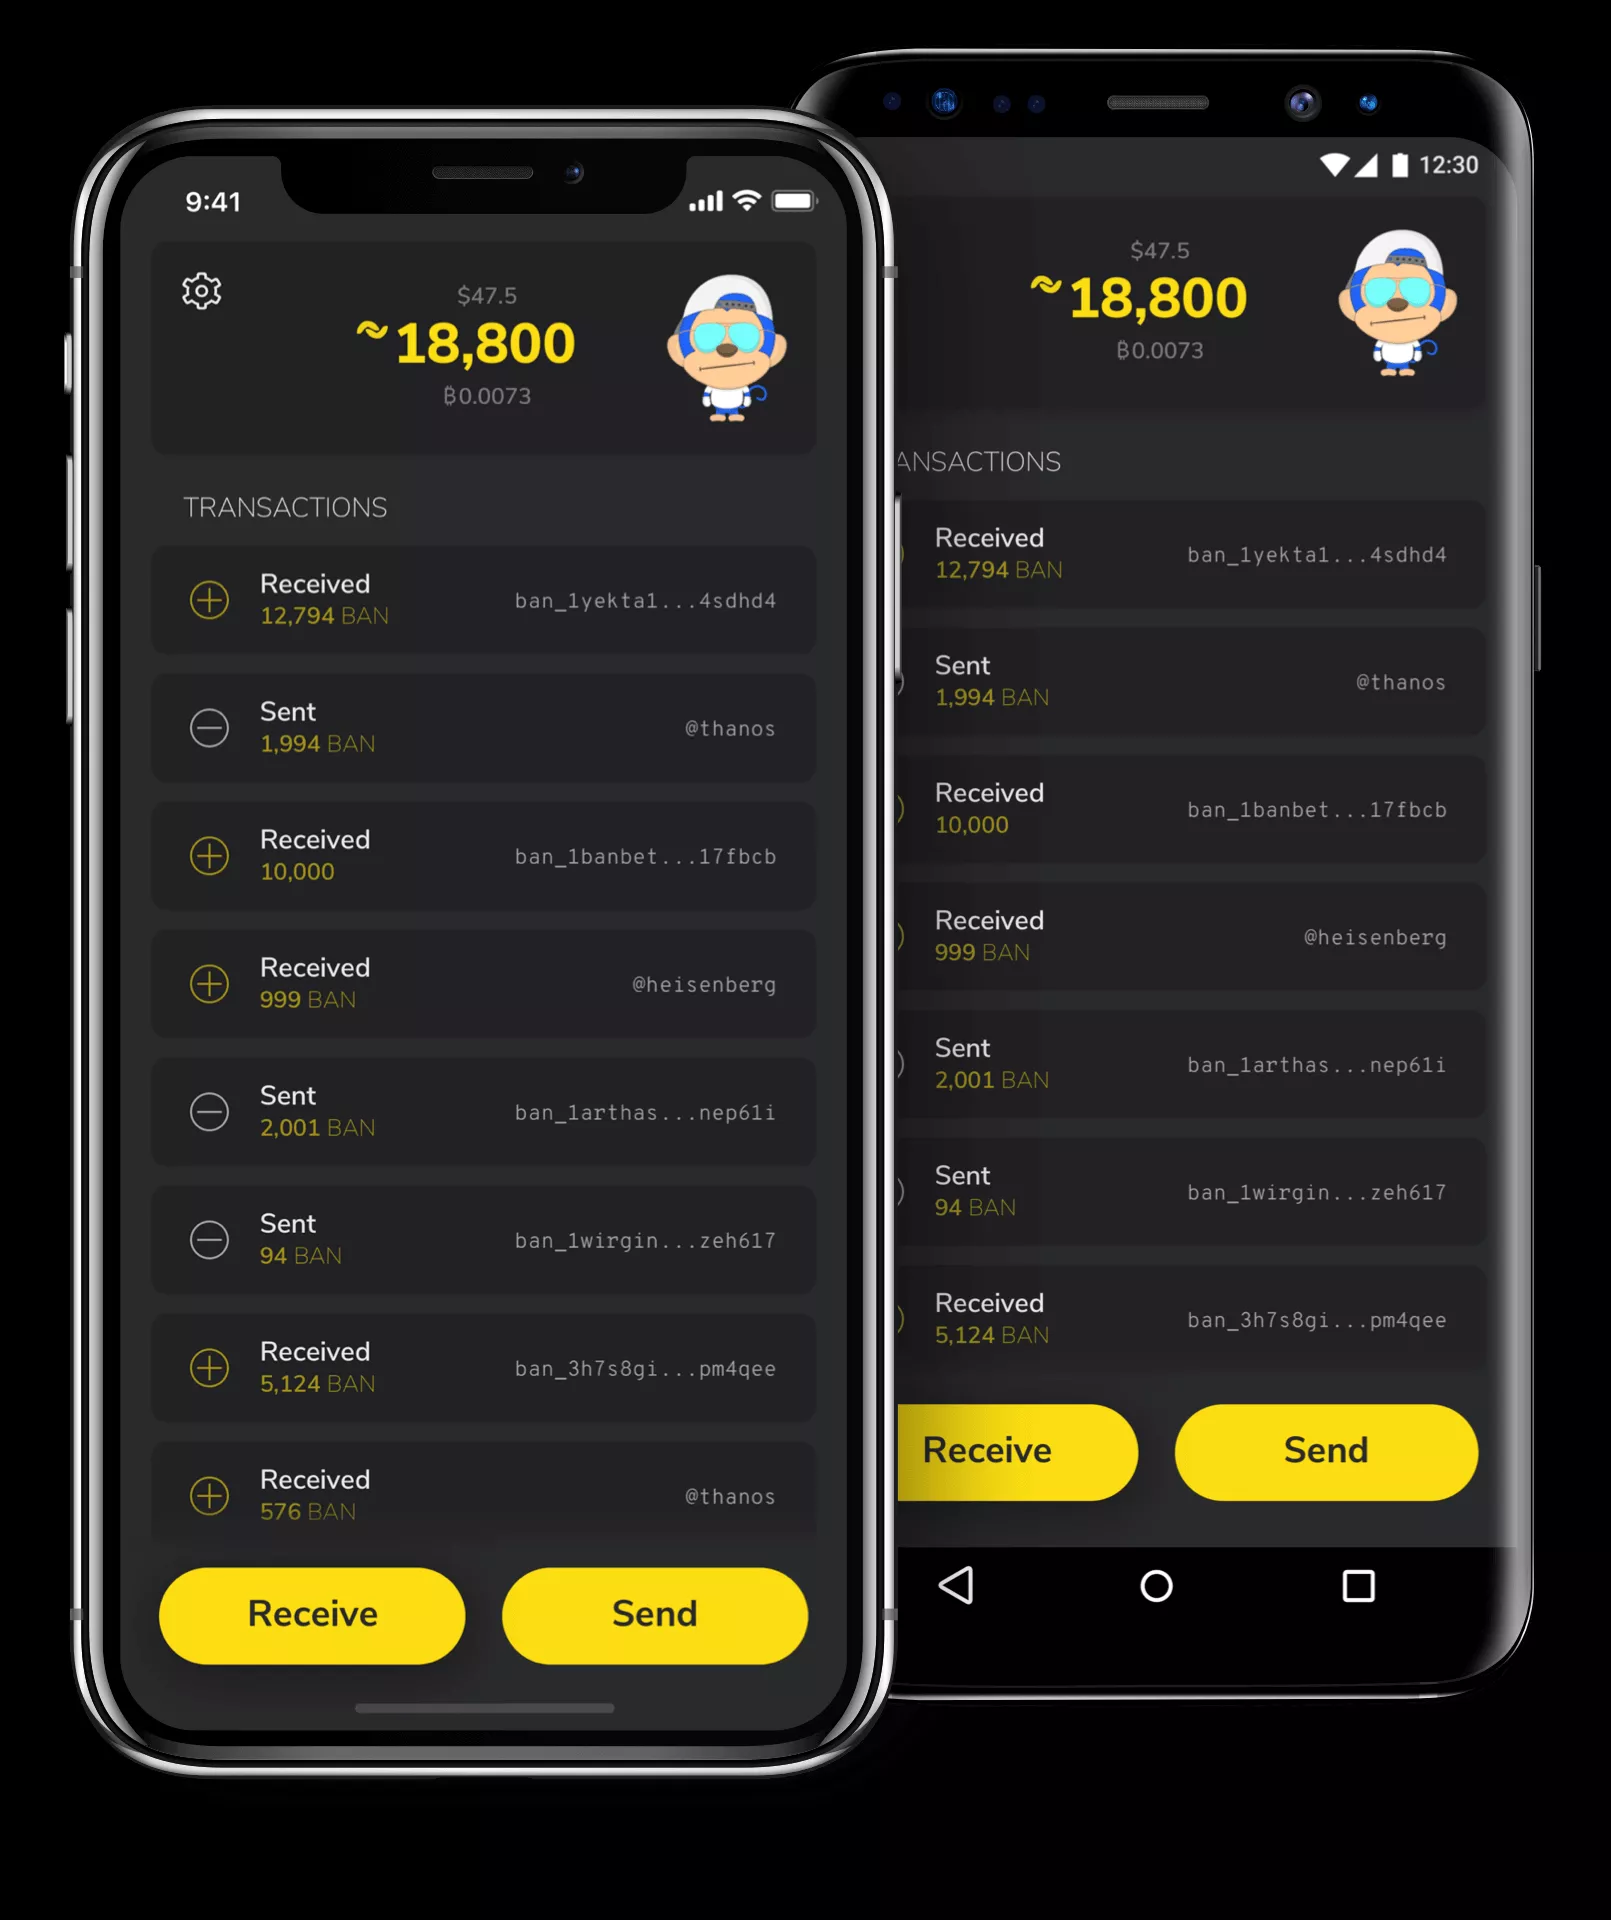 9:41
$47.5
18,800
₿0.0073
TRANSACTIONS
Received
12,794 BAN
ban_1yekta1...4sdhd4
Sent
1,994 BAN
@thanos
Received
10,000
ban_1banbet...17fbcb
Received
999 BAN
@heisenberg
Sent
2,001 BAN
ban_1arthas...nep61i
Sent
94 BAN
ban_1wirgin...zeh617
Received
5,124 BAN
ban_3h7s8gi...pm4qee
Received
576 BAN
@thanos
Receive
Send
12:30
$47.5
18,800
₿0.0073
ANSACTIONS
Received
12,794 BAN
ban_1yekta1...4sdhd4
Sent
1,994 BAN
@thanos
Received
10,000
ban_1banbet...17fbcb
Received
999 BAN
@heisenberg
Sent
2,001 BAN
ban_1arthas...nep61i
Sent
94 BAN
ban_1wirgin...zeh617
Received
5,124 BAN
ban_3h7s8gi...pm4qee
Receive
Send